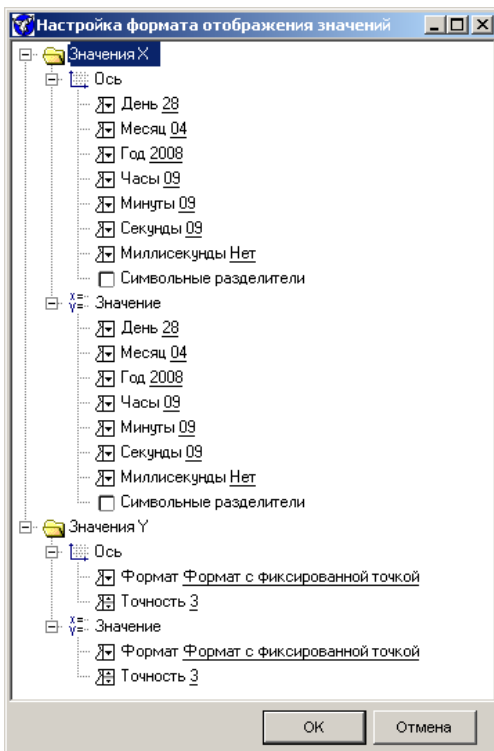 Настройка формата отображения значений
Значения X
Ось
День 28
Месяц 04
Год 2008
Часы 09
Минуты 09
Секунды 09
Миллисекунды Нет
Символьные разделители
Значение
День 28
Месяц 04
Год 2008
Часы 09
Минуты 09
Секунды 09
Миллисекунды Нет
Символьные разделители
Значения Y
Ось
Формат Формат с фиксированной точкой
Точность 3
Значение
Формат Формат с фиксированной точкой
Точность 3
ОК Отмена